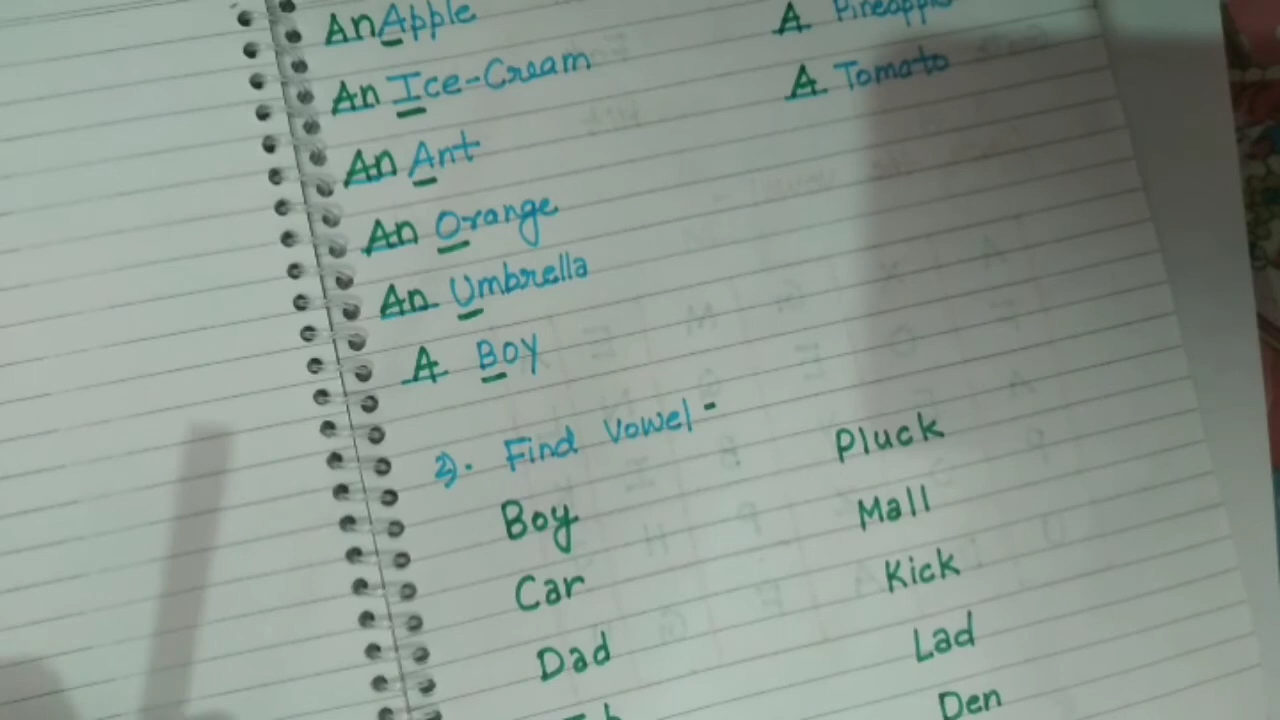 An Apple
An Ice-Cream
An Ant
An Orange
An Umbrella
A Boy
A Pineapple
A Tomato
2). Find Vowel -
Boy
Car
Dad
Pluck
Mall
Kick
Lad
Den